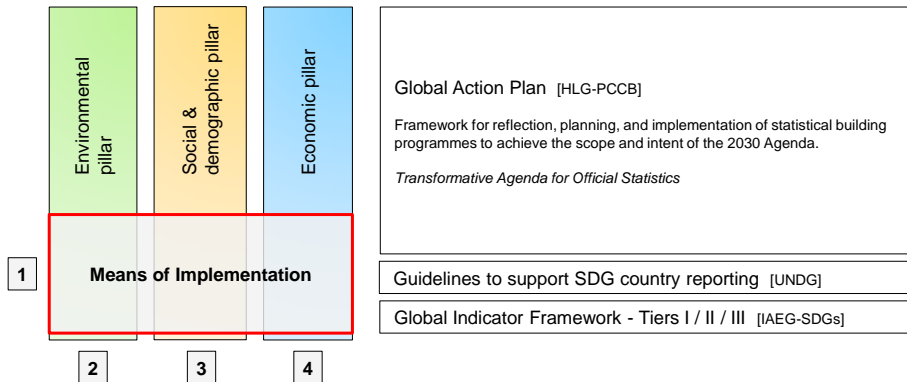 Environmental
pillar
Social &
demographic pillar
Economic pillar
Global Action Plan [HLG-PCCB]
Framework for reflection, planning, and implementation of statistical building
programmes to achieve the scope and intent of the 2030 Agenda.
Transformative Agenda for Official Statistics
1
Means of Implementation
Guidelines to support SDG country reporting [UNDG]
Global Indicator Framework - Tiers I / II / III [IAEG-SDGs]
2
3
4